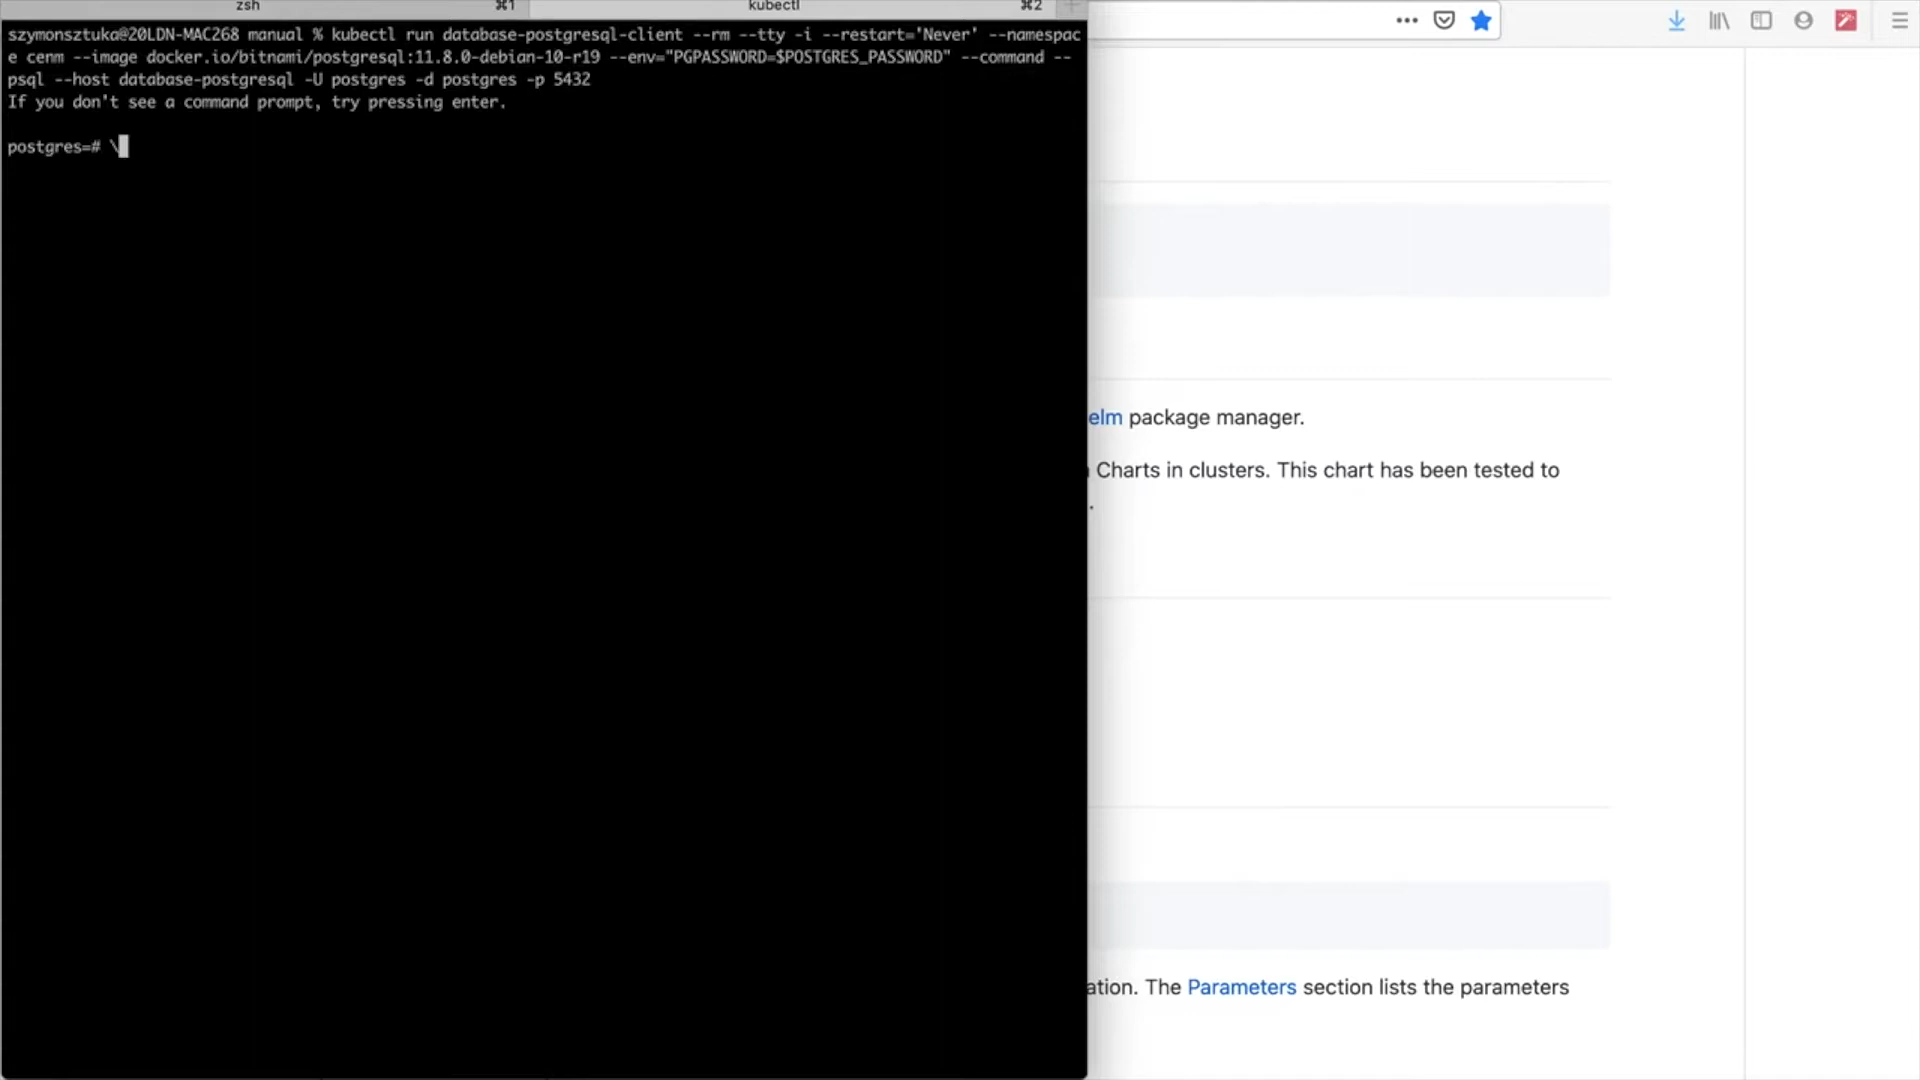 zsh ⌘1 kubectl ⌘2
szymonsztuka@20LDN-MAC268 manual % kubectl run database-postgresql-client --rm --tty -i --restart='Never' --namespac
e cenm --image docker.io/bitnami/postgresql:11.8.0-debian-10-r19 --env="PGPASSWORD=$POSTGRES_PASSWORD" --command --
psql --host database-postgresql -U postgres -d postgres -p 5432
If you don't see a command prompt, try pressing enter.
postgres=# \
elm package manager.
Charts in clusters. This chart has been tested to
.
ation. The Parameters section lists the parameters